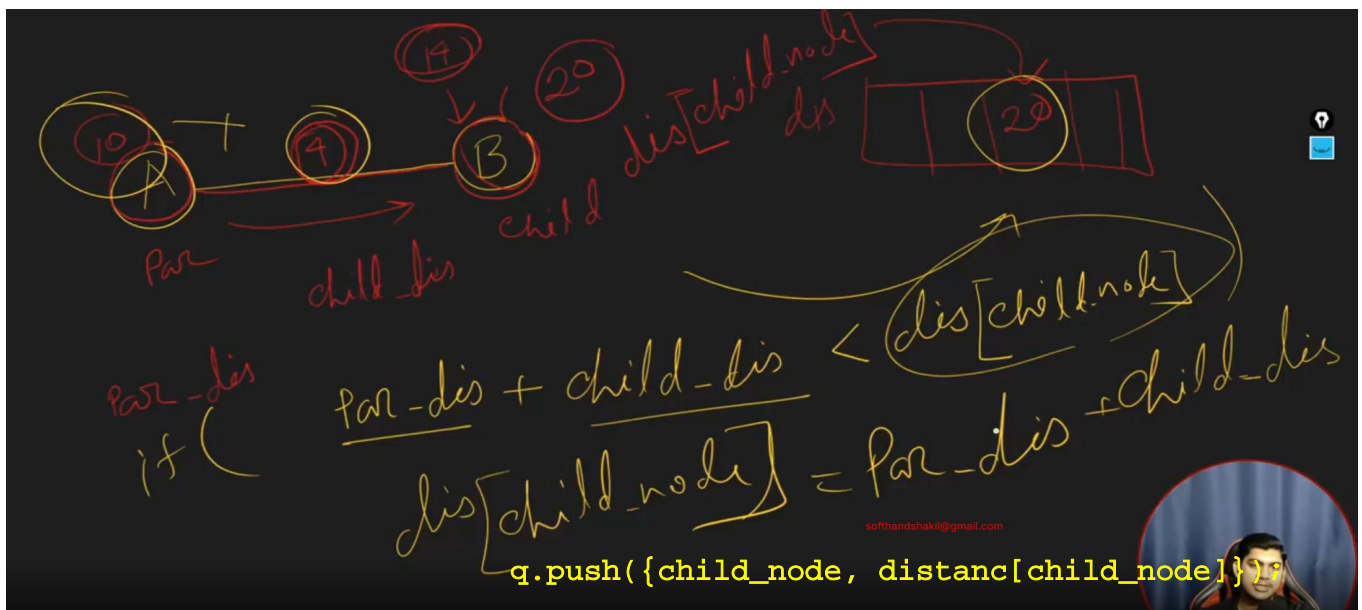 14
20
dis[child_node]
dis
20
10
+
4
A
B
Par
child_dis
child
Par_dis
if( Par_dis + child_dis < dis[child_node] )
dis[child_node] = Par_dis + child_dis
softhandshakil@gmail.com
q.push({child_node, distanc[child_node]});